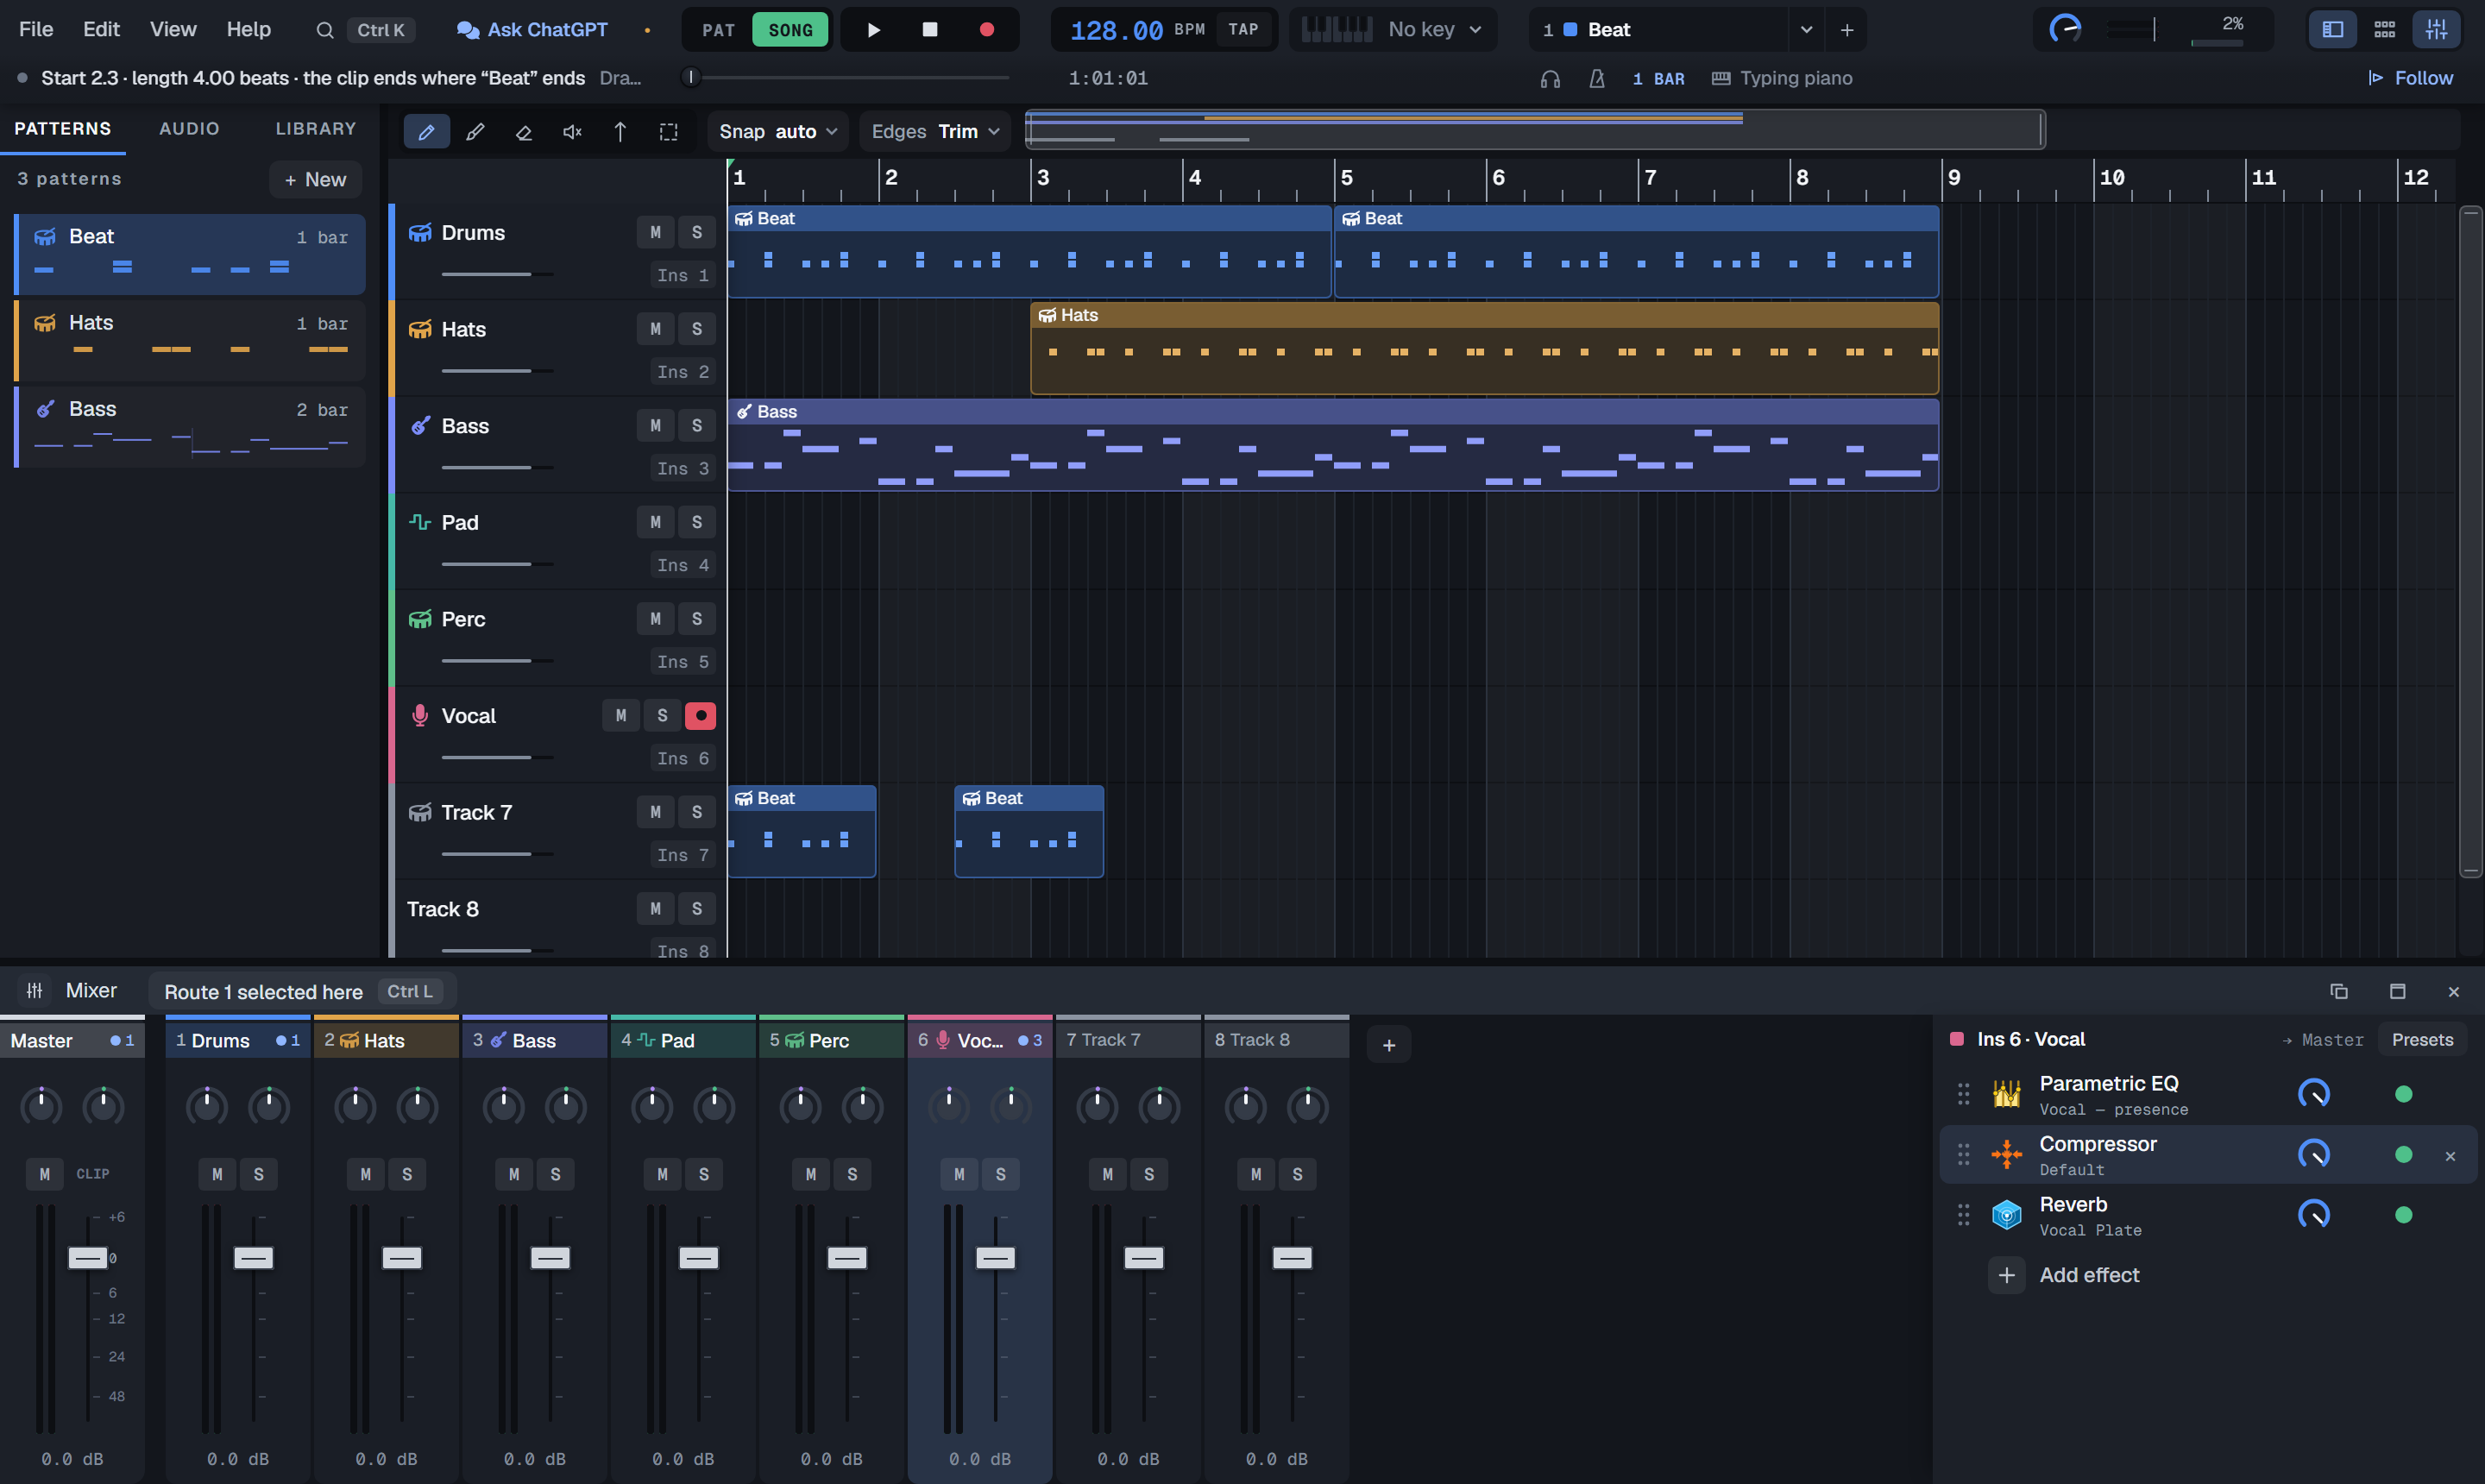 File Edit View Help Ctrl K Ask ChatGPT PAT SONG 128.00 BPM TAP No key 1 Beat + 2%
Start 2.3 · length 4.00 beats · the clip ends where “Beat” ends Dra... 1:01:01 1 BAR Typing piano Follow
PATTERNS AUDIO LIBRARY Snap auto Edges Trim
3 patterns + New
1 2 3 4 5 6 7 8 9 10 11 12
Beat 1 bar
Hats 1 bar
Bass 2 bar
Drums M S
Ins 1
Beat Beat
Hats M S
Ins 2
Hats
Bass M S
Ins 3
Bass
Pad M S
Ins 4
Perc M S
Ins 5
Vocal M S
Ins 6
Track 7 M S
Ins 7
Beat Beat
Track 8 M S
Ins 8
Mixer Route 1 selected here Ctrl L
Master 1 1 Drums 1 2 Hats 3 Bass 4 Pad 5 Perc 6 Voc... 3 7 Track 7 8 Track 8 +
M CLIP M S M S M S M S M S M S M S M S
+6
0
6
12
24
48
0.0 dB 0.0 dB 0.0 dB 0.0 dB 0.0 dB 0.0 dB 0.0 dB 0.0 dB 0.0 dB
Ins 6 · Vocal → Master Presets
Parametric EQ
Vocal — presence
Compressor
Default
Reverb
Vocal Plate
+ Add effect